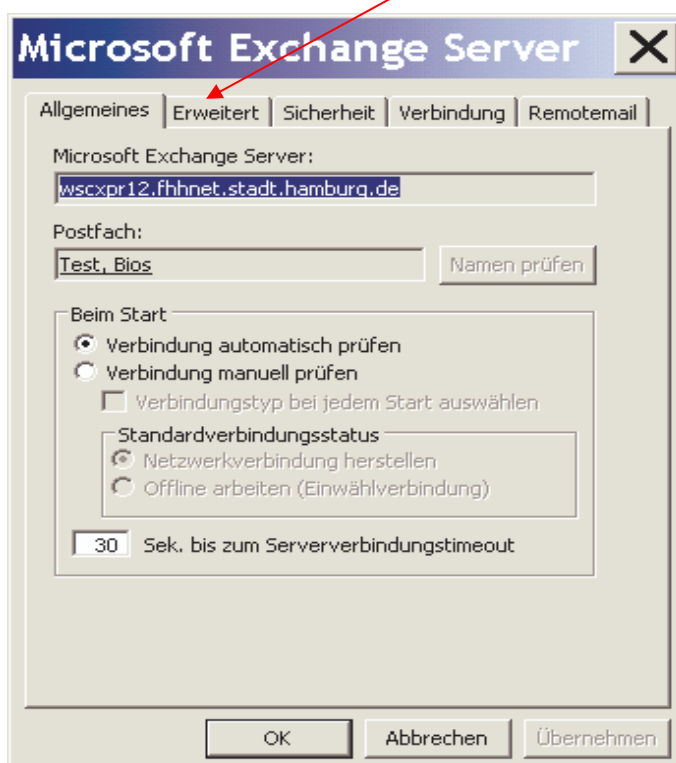 Microsoft Exchange Server
Allgemeines Erweitert Sicherheit Verbindung Remotemail
Microsoft Exchange Server:
wscxpr12.fhhnet.stadt.hamburg.de
Postfach:
Test, Bios Namen prüfen
Beim Start
Verbindung automatisch prüfen
Verbindung manuell prüfen
Verbindungstyp bei jedem Start auswählen
Standardverbindungsstatus
Netzwerkverbindung herstellen
Offline arbeiten (Einwählverbindung)
30 Sek. bis zum Serververbindungstimeout
OK Abbrechen Übernehmen